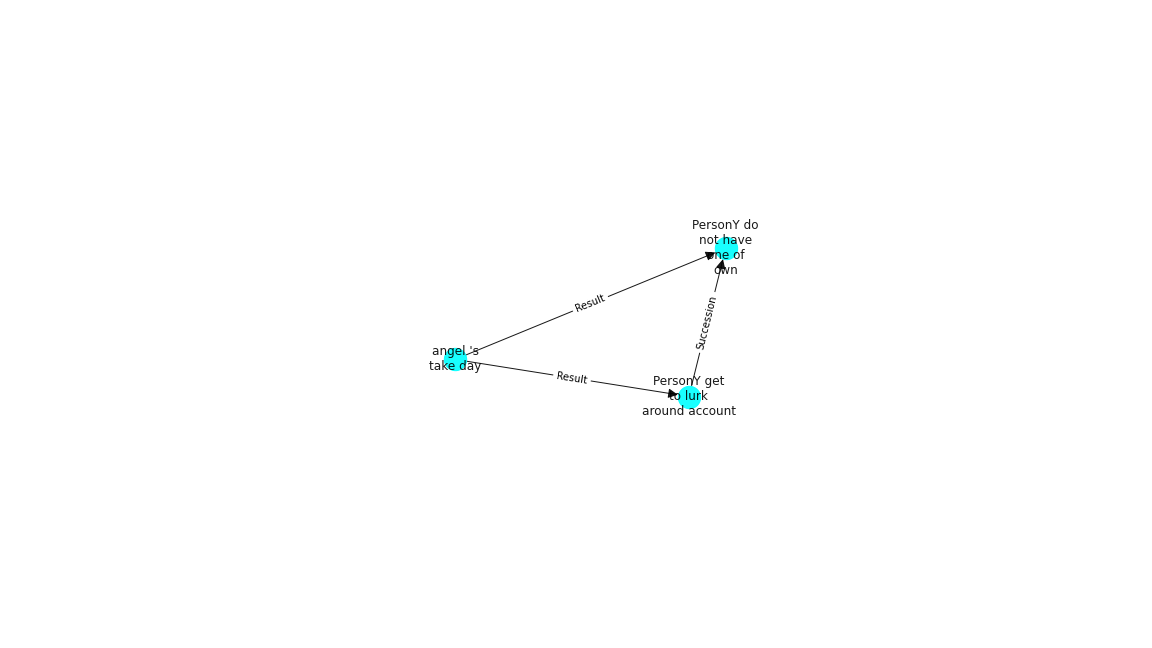 PersonY do
not have
one of
own
Result
Succession
angel 's
take day
Result
PersonY get
to lurk
around account